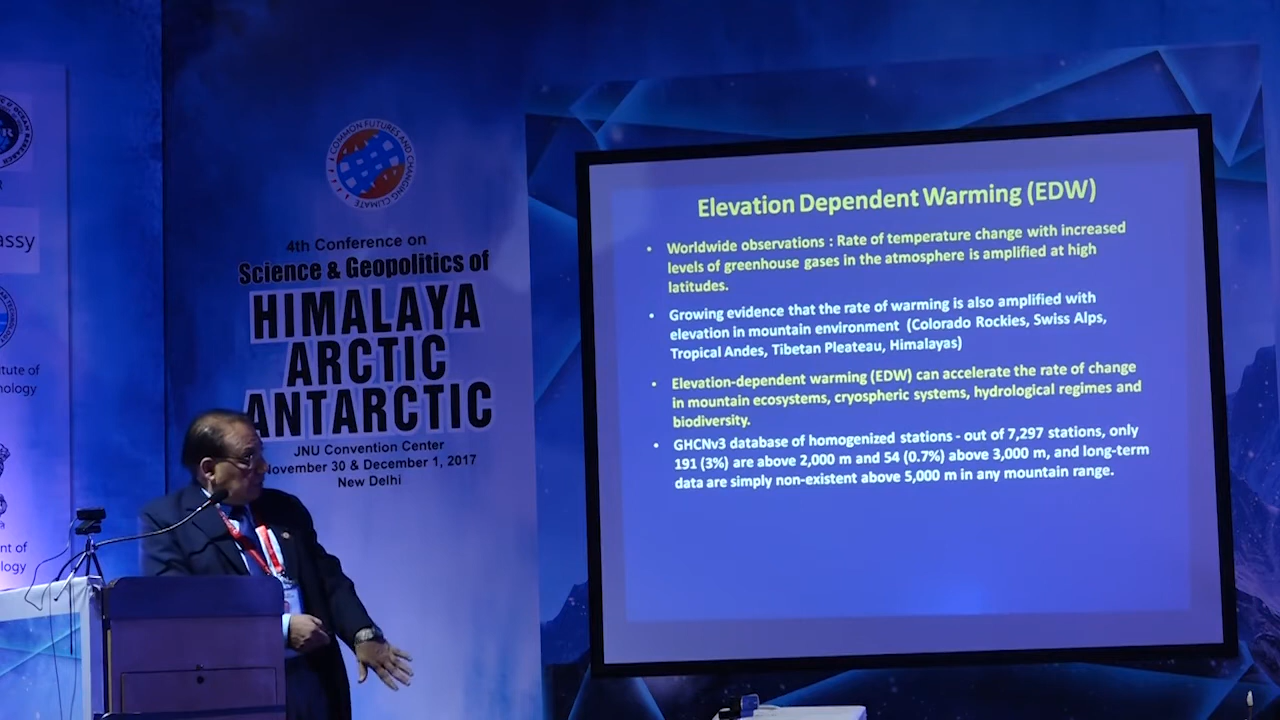 R
assy
tute of
nology
nt of
logy
COMMON FUTURES AND CHANGING CLIMATE
4th Conference on
Science & Geopolitics of
HIMALAYA
ARCTIC
ANTARCTIC
JNU Convention Center
November 30 & December 1, 2017
New Delhi
Elevation Dependent Warming (EDW)
• Worldwide observations : Rate of temperature change with increased
levels of greenhouse gases in the atmosphere is amplified at high
latitudes.
• Growing evidence that the rate of warming is also amplified with
elevation in mountain environment (Colorado Rockies, Swiss Alps,
Tropical Andes, Tibetan Pleateau, Himalayas)
• Elevation-dependent warming (EDW) can accelerate the rate of change
in mountain ecosystems, cryospheric systems, hydrological regimes and
biodiversity.
• GHCNv3 database of homogenized stations - out of 7,297 stations, only
191 (3%) are above 2,000 m and 54 (0.7%) above 3,000 m, and long-term
data are simply non-existent above 5,000 m in any mountain range.